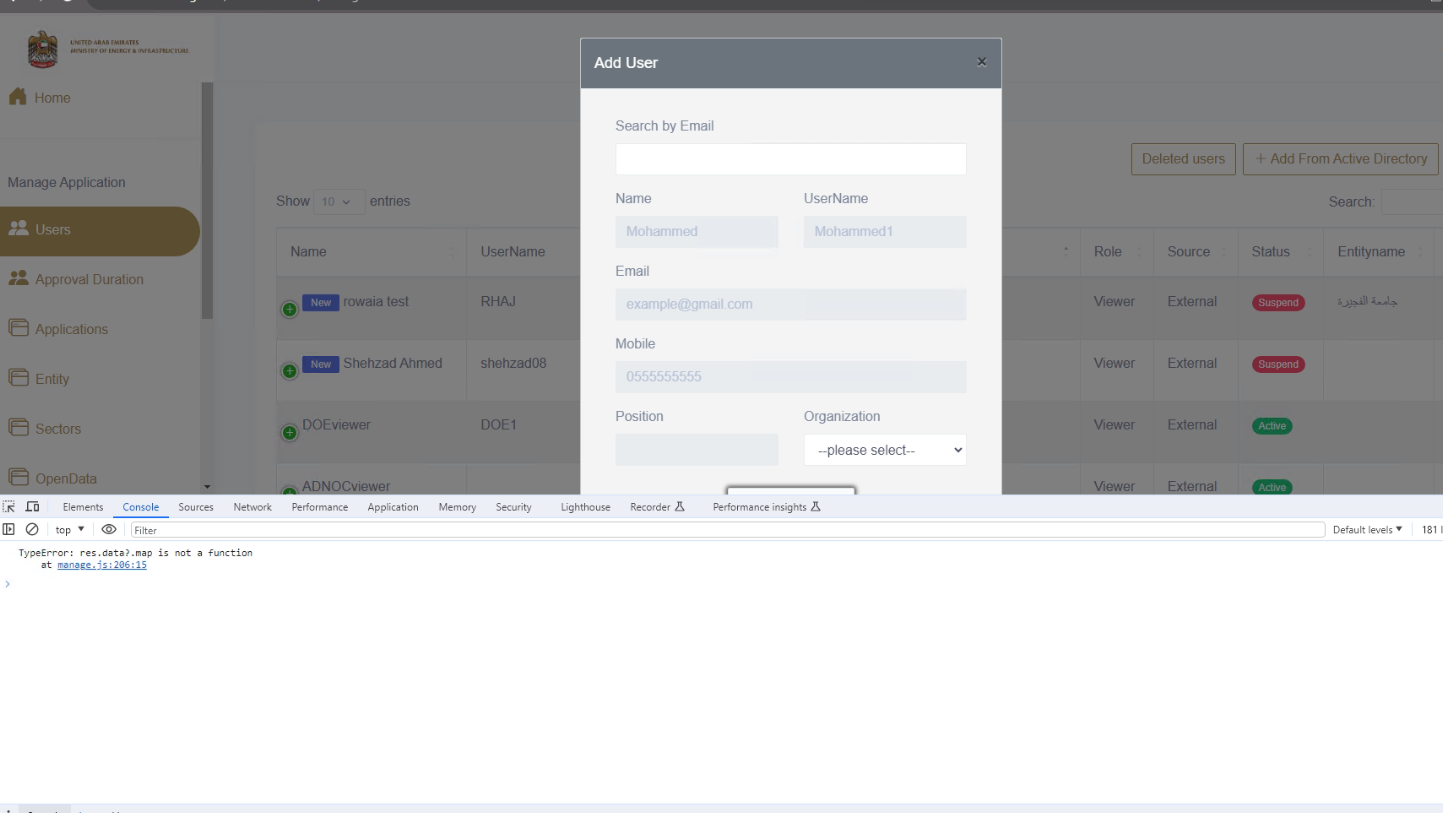 UNITED ARAB EMIRATES
MINISTRY OF ENERGY & INFRASTRUCTURE
Home
Manage Application
Users
Approval Duration
Applications
Entity
Sectors
OpenData
Add User
×
Search by Email
Name UserName
Mohammed Mohammed1
Email
example@gmail.com
Mobile
0555555555
Position Organization
--please select--
Deleted users + Add From Active Directory
Show 10 entries Search:
Name UserName Role Source Status Entityname
New rowaia test RHAJ Viewer External Suspend جامعة الفجيرة
New Shehzad Ahmed shehzad08 Viewer External Suspend
DOEviewer DOE1 Viewer External Active
ADNOCviewer Viewer External Active
Elements Console Sources Network Performance Application Memory Security Lighthouse Recorder Performance insights
top Filter Default levels 181
TypeError: res.data?.map is not a function
at manage.js:206:15